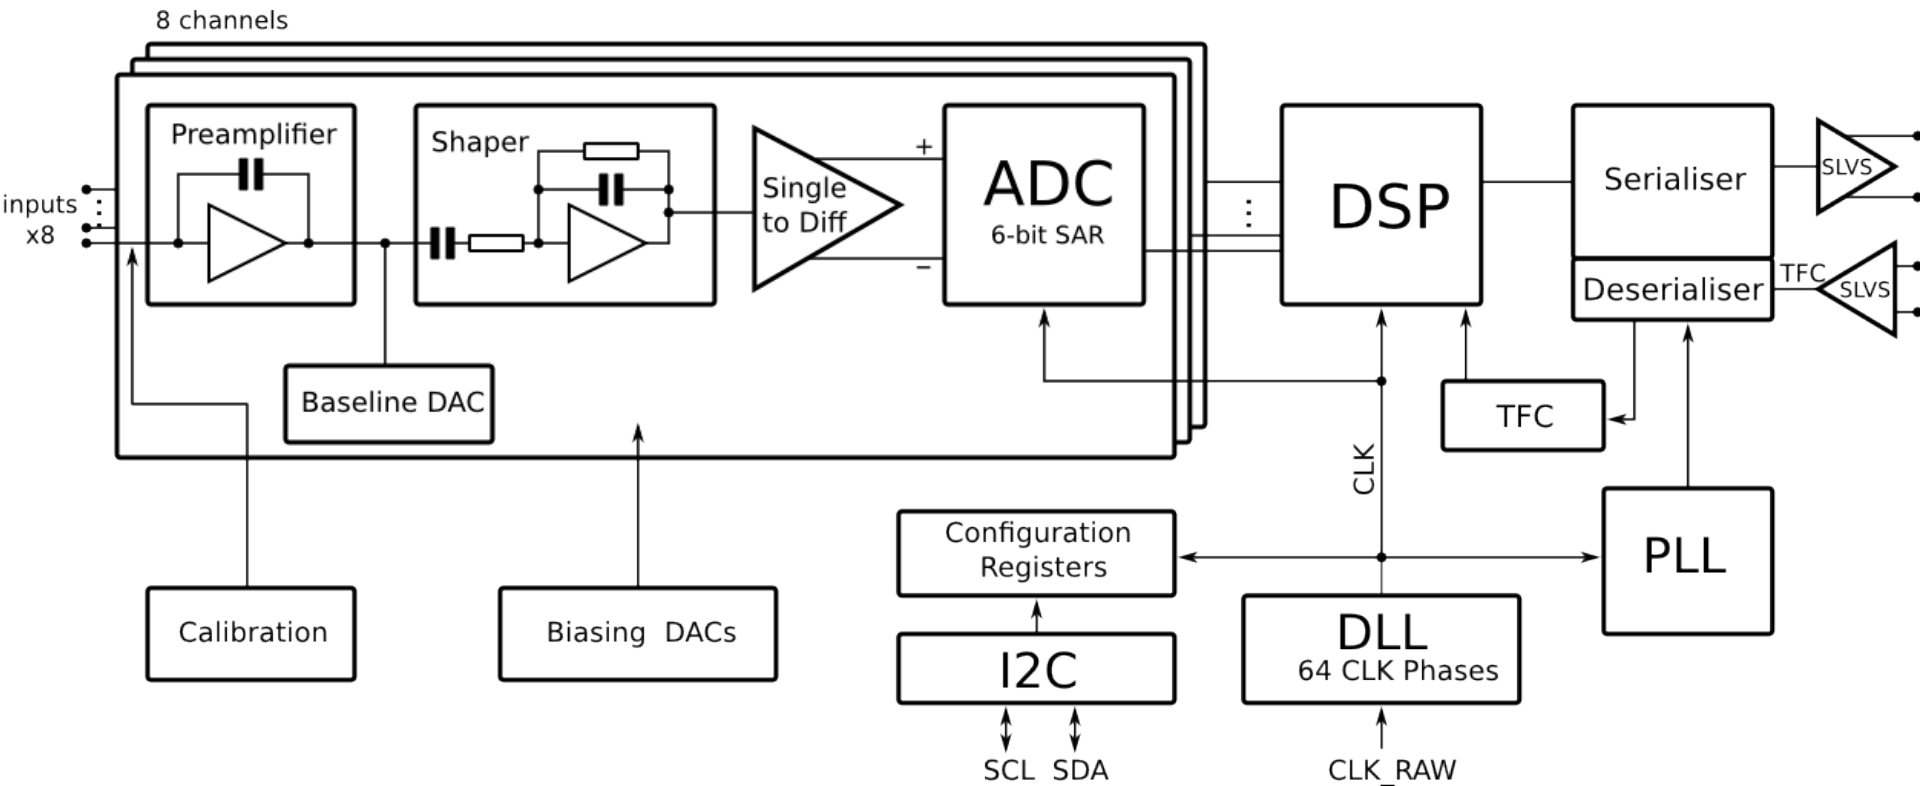 8 channels
Preamplifier
Shaper
inputs
x8
Single
to Diff
+
−
ADC
6-bit SAR
DSP
Serialiser
SLVS
Deserialiser
TFC
SLVS
Baseline DAC
TFC
CLK
Configuration
Registers
PLL
Calibration
Biasing DACs
I2C
DLL
64 CLK Phases
SCL SDA
CLK_RAW